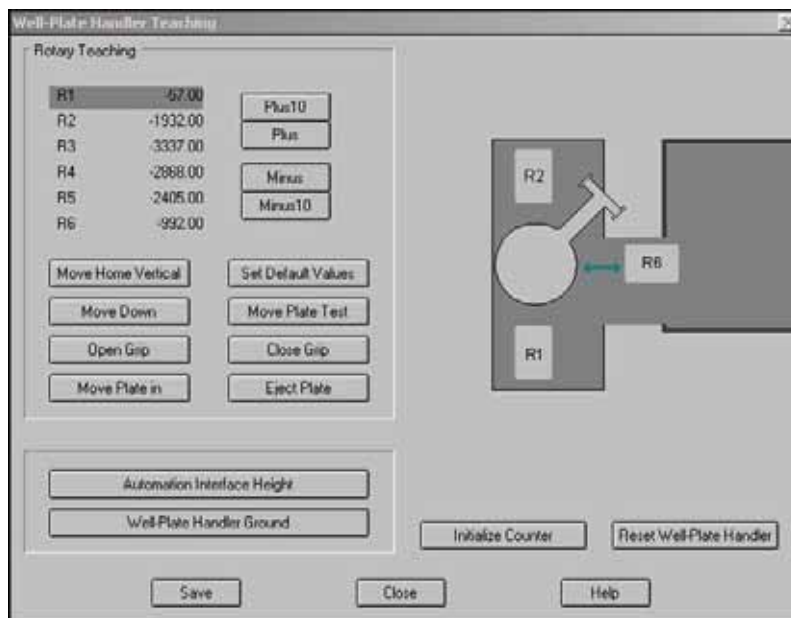 Well-Plate Handler Teaching
Rotary Teaching
R1 -57.00
R2 -1932.00
R3 -3337.00
R4 -2868.00
R5 -2405.00
R6 -992.00
Plus10
Plus
Minus
Minus10
Move Home Vertical
Set Default Values
Move Down
Move Plate Test
Open Grip
Close Grip
Move Plate in
Eject Plate
Automation Interface Height
Well-Plate Handler Ground
R2
R6
R1
Initialize Counter
Reset Well-Plate Handler
Save
Close
Help